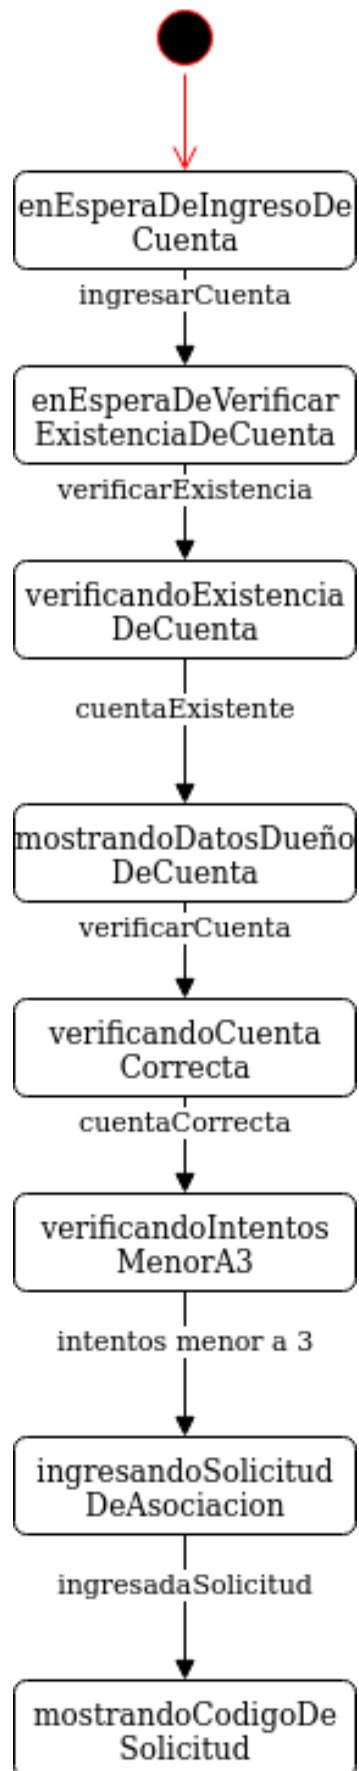 enEsperaDeIngresoDe
Cuenta
ingresarCuenta
enEsperaDeVerificar
ExistenciaDeCuenta
verificarExistencia
verificandoExistencia
DeCuenta
cuentaExistente
mostrandoDatosDueño
DeCuenta
verificarCuenta
verificandoCuenta
Correcta
cuentaCorrecta
verificandoIntentos
MenorA3
intentos menor a 3
ingresandoSolicitud
DeAsociacion
ingresadaSolicitud
mostrandoCodigoDe
Solicitud